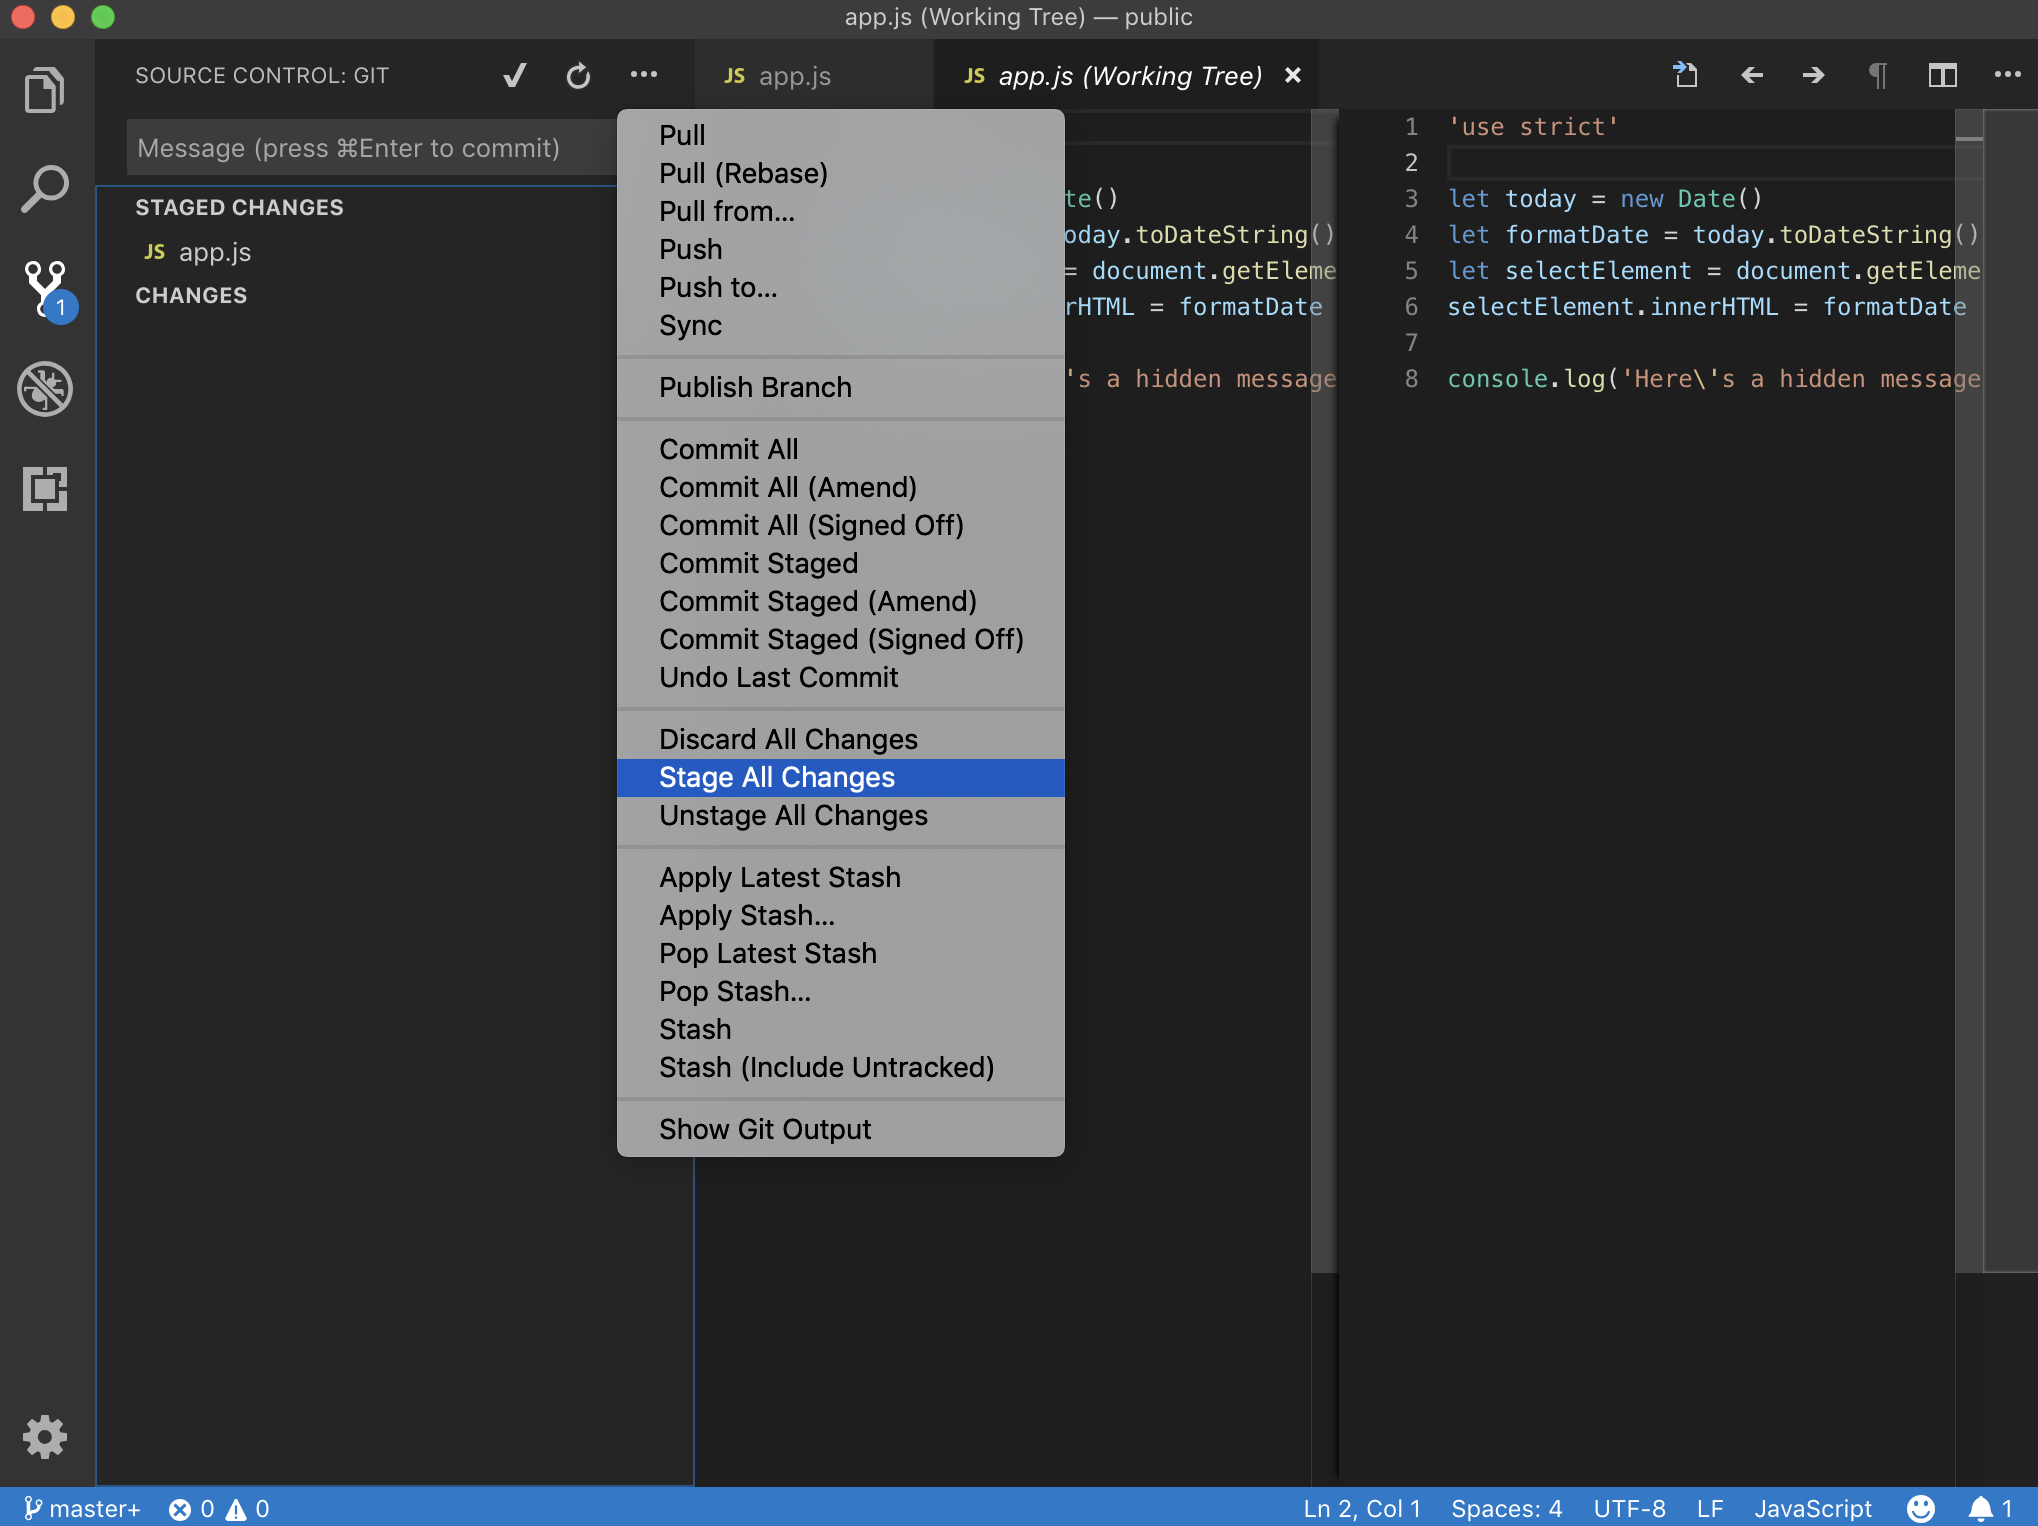 app.js (Working Tree) — public
SOURCE CONTROL: GIT
JS app.js
JS app.js (Working Tree)
Message (press ⌘Enter to commit)
STAGED CHANGES
JS app.js
CHANGES
1
Pull
Pull (Rebase)
Pull from...
Push
Push to...
Sync
Publish Branch
Commit All
Commit All (Amend)
Commit All (Signed Off)
Commit Staged
Commit Staged (Amend)
Commit Staged (Signed Off)
Undo Last Commit
Discard All Changes
Stage All Changes
Unstage All Changes
Apply Latest Stash
Apply Stash...
Pop Latest Stash
Pop Stash...
Stash
Stash (Include Untracked)
Show Git Output
te()
oday.toDateString()
= document.getEleme
rHTML = formatDate
's a hidden message
1 'use strict'
2
3 let today = new Date()
4 let formatDate = today.toDateString()
5 let selectElement = document.getEleme
6 selectElement.innerHTML = formatDate
7
8 console.log('Here\'s a hidden message
master+ 0 0 Ln 2, Col 1 Spaces: 4 UTF-8 LF JavaScript 1